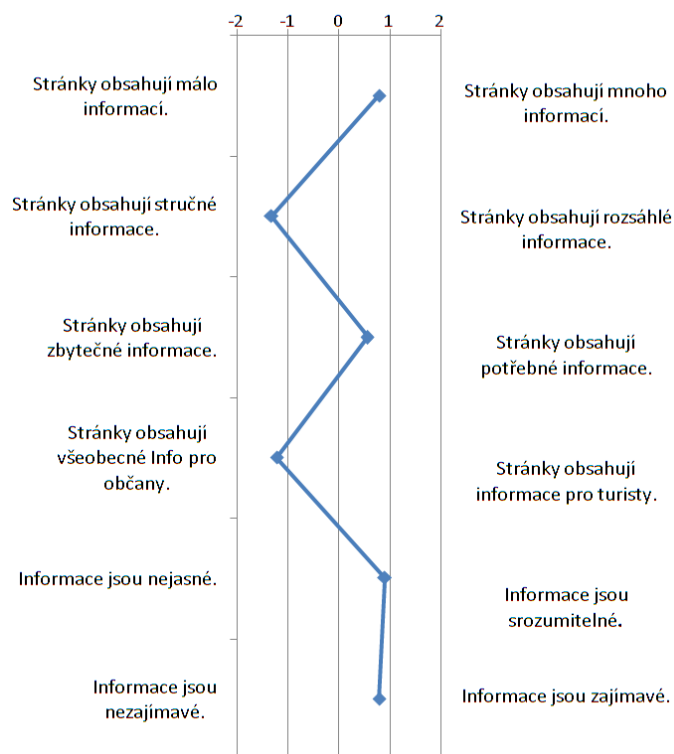 -2 -1 0 1 2
Stránky obsahují málo
informací.
Stránky obsahují mnoho
informací.
Stránky obsahují stručné
informace.
Stránky obsahují rozsáhlé
informace.
Stránky obsahují
zbytečné informace.
Stránky obsahují
potřebné informace.
Stránky obsahují
všeobecné Info pro
občany.
Stránky obsahují
informace pro turisty.
Informace jsou nejasné.
Informace jsou
srozumitelné.
Informace jsou
nezajímavé.
Informace jsou zajímavé.